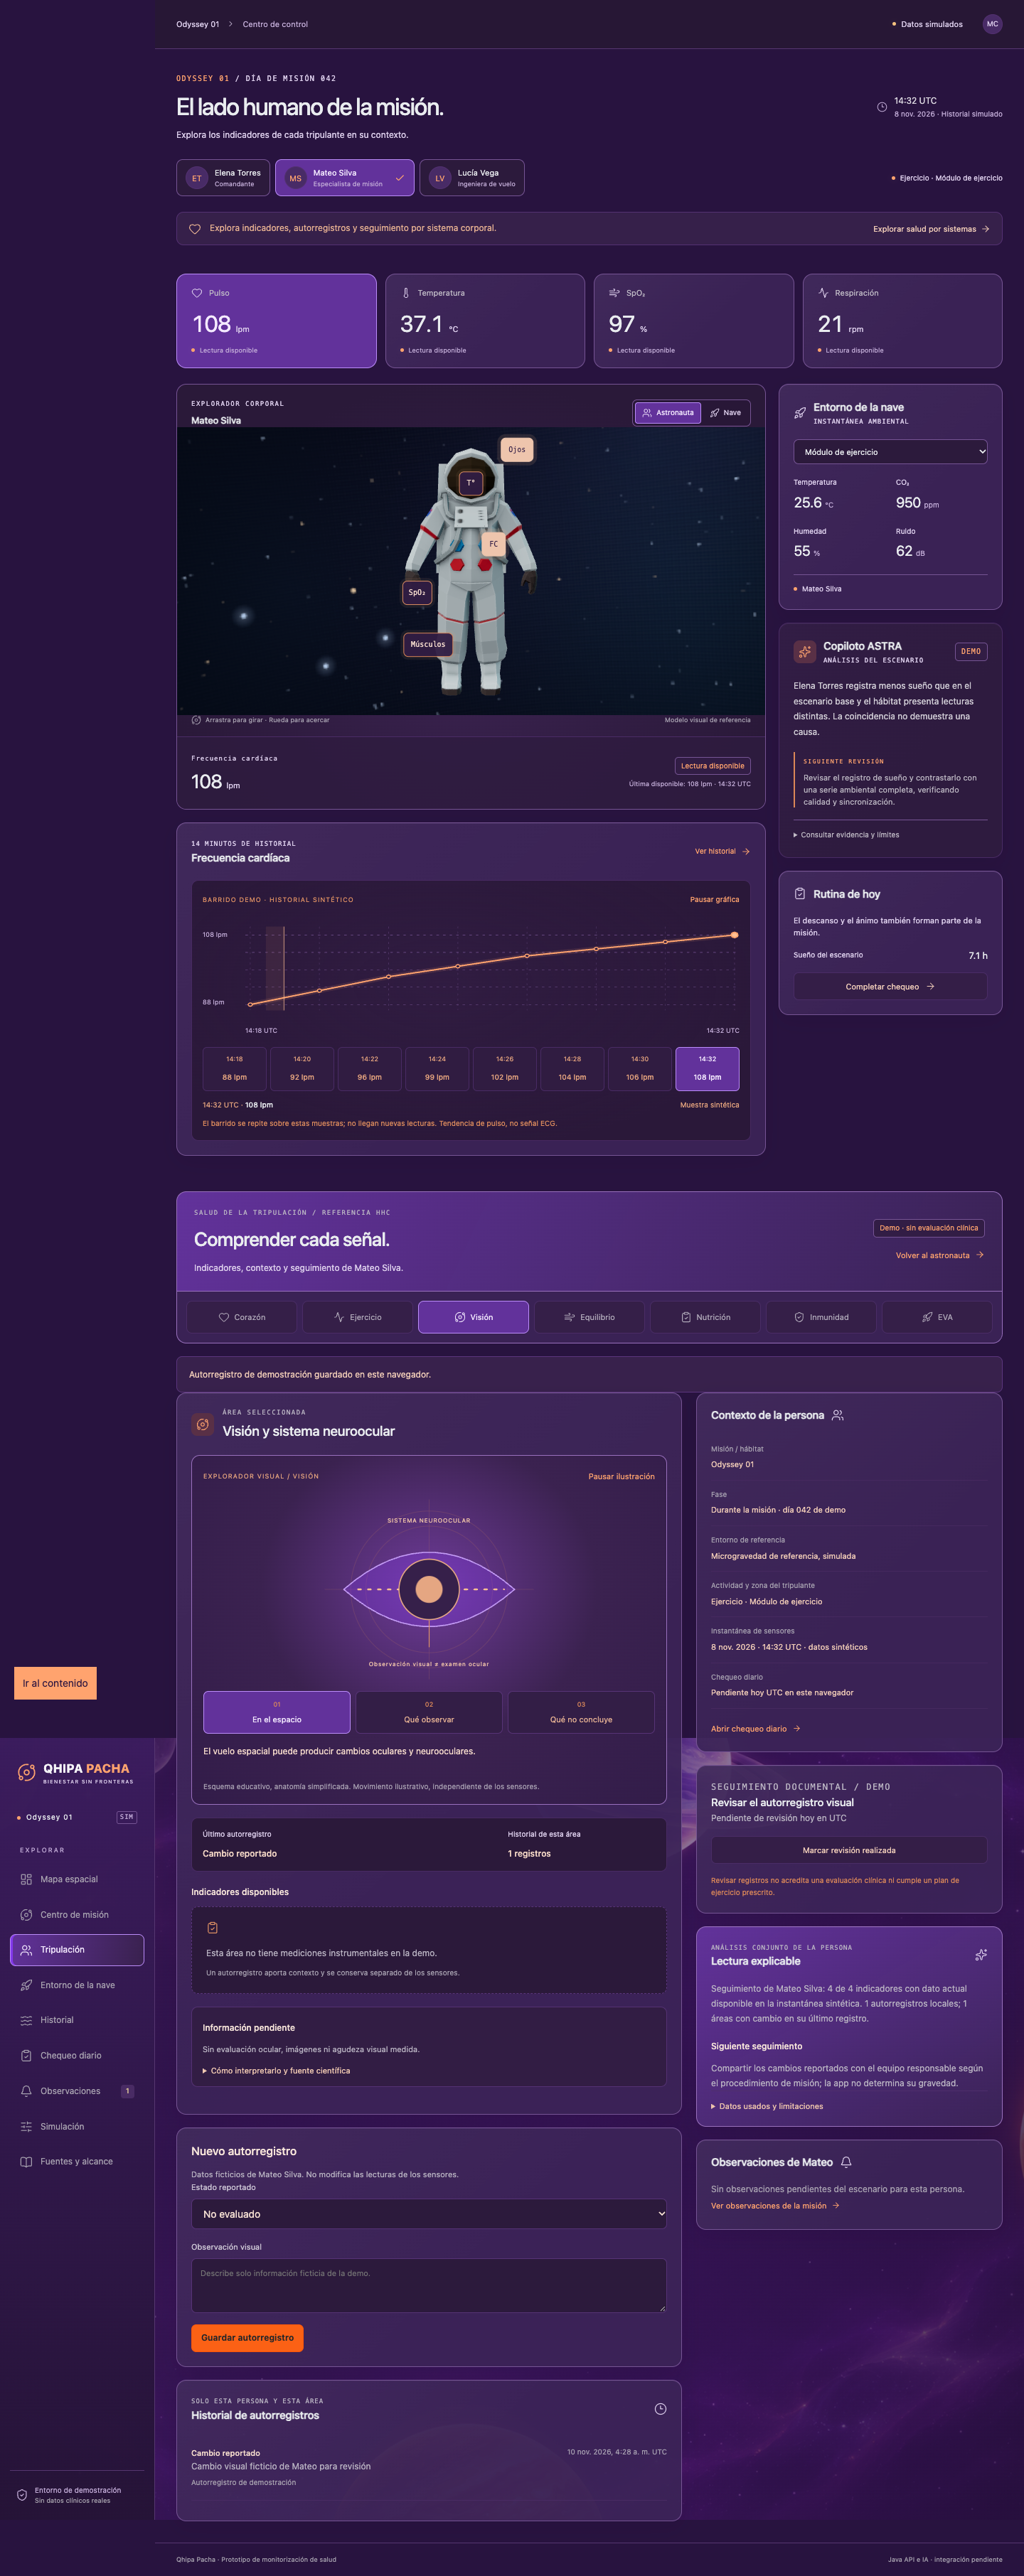 Odyssey 01 > Centro de control
Datos simulados
MC
ODYSSEY 01 / DÍA DE MISIÓN 042
El lado humano de la misión.
Explora los indicadores de cada tripulante en su contexto.
14:32 UTC
8 nov. 2026 · Historial simulado
ET
Elena Torres
Comandante
MS
Mateo Silva
Especialista de misión
LV
Lucía Vega
Ingeniera de vuelo
Ejercicio · Módulo de ejercicio
Explora indicadores, autorregistros y seguimiento por sistema corporal.
Explorar salud por sistemas →
Pulso
108 lpm
Lectura disponible
Temperatura
37.1 °C
Lectura disponible
SpO₂
97 %
Lectura disponible
Respiración
21 rpm
Lectura disponible
EXPLORADOR CORPORAL
Mateo Silva
Astronauta
Nave
Ojos
T°
FC
SpO₂
Músculos
Arrastra para girar · Rueda para acercar
Modelo visual de referencia
Frecuencia cardíaca
108 lpm
Lectura disponible
Última disponible: 108 lpm · 14:32 UTC
Entorno de la nave
INSTANTÁNEA AMBIENTAL
Módulo de ejercicio
Temperatura
25.6 °C
CO₂
950 ppm
Humedad
55 %
Ruido
62 dB
Mateo Silva
Copiloto ASTRA
ANÁLISIS DEL ESCENARIO
DEMO
Elena Torres registra menos sueño que en el
escenario base y el hábitat presenta lecturas
distintas. La coincidencia no demuestra una
causa.
SIGUIENTE REVISIÓN
Revisar el registro de sueño y contrastarlo con
una serie ambiental completa, verificando
calidad y sincronización.
Consultar evidencia y límites
Rutina de hoy
El descanso y el ánimo también forman parte de la
misión.
Sueño del escenario
7.1 h
Completar chequeo →
14 MINUTOS DE HISTORIAL
Frecuencia cardíaca
Ver historial →
BARRIDO DEMO · HISTORIAL SINTÉTICO
Pausar gráfica
108 lpm
88 lpm
14:18 UTC
14:32 UTC
14:18
88 lpm
14:20
92 lpm
14:22
96 lpm
14:24
99 lpm
14:26
102 lpm
14:28
104 lpm
14:30
106 lpm
14:32
108 lpm
14:32 UTC · 108 lpm
Muestra sintética
El barrido se repite sobre estas muestras; no llegan nuevas lecturas. Tendencia de pulso, no señal ECG.
SALUD DE LA TRIPULACIÓN / REFERENCIA HHC
Comprender cada señal.
Indicadores, contexto y seguimiento de Mateo Silva.
Demo · sin evaluación clínica
Volver al astronauta →
Corazón
Ejercicio
Visión
Equilibrio
Nutrición
Inmunidad
EVA
Autorregistro de demostración guardado en este navegador.
ÁREA SELECCIONADA
Visión y sistema neuroocular
EXPLORADOR VISUAL / VISIÓN
Pausar ilustración
SISTEMA NEUROOCULAR
Observación visual ≠ examen ocular
01
En el espacio
02
Qué observar
03
Qué no concluye
El vuelo espacial puede producir cambios oculares y neurooculares.
Esquema educativo, anatomía simplificada. Movimiento ilustrativo, independiente de los sensores.
Último autorregistro
Cambio reportado
Historial de esta área
1 registros
Indicadores disponibles
Esta área no tiene mediciones instrumentales en la demo.
Un autorregistro aporta contexto y se conserva separado de los sensores.
Información pendiente
Sin evaluación ocular, imágenes ni agudeza visual medida.
Cómo interpretarlo y fuente científica
Nuevo autorregistro
Datos ficticios de Mateo Silva. No modifica las lecturas de los sensores.
Estado reportado
No evaluado
Observación visual
Describe solo información ficticia de la demo.
Guardar autorregistro
SOLO ESTA PERSONA Y ESTA ÁREA
Historial de autorregistros
Cambio reportado
10 nov. 2026, 4:28 a. m. UTC
Cambio visual ficticio de Mateo para revisión
Autorregistro de demostración
Contexto de la persona
Misión / hábitat
Odyssey 01
Fase
Durante la misión · día 042 de demo
Entorno de referencia
Microgravedad de referencia, simulada
Actividad y zona del tripulante
Ejercicio · Módulo de ejercicio
Instantánea de sensores
8 nov. 2026 · 14:32 UTC · datos sintéticos
Chequeo diario
Pendiente hoy UTC en este navegador
Abrir chequeo diario →
SEGUIMIENTO DOCUMENTAL / DEMO
Revisar el autorregistro visual
Pendiente de revisión hoy en UTC
Marcar revisión realizada
Revisar registros no acredita una evaluación clínica ni cumple un plan de
ejercicio prescrito.
ANÁLISIS CONJUNTO DE LA PERSONA
Lectura explicable
Seguimiento de Mateo Silva: 4 de 4 indicadores con dato actual
disponible en la instantánea sintética. 1 autorregistros locales; 1
áreas con cambio en su último registro.
Siguiente seguimiento
Compartir los cambios reportados con el equipo responsable según
el procedimiento de misión; la app no determina su gravedad.
Datos usados y limitaciones
Observaciones de Mateo
Sin observaciones pendientes del escenario para esta persona.
Ver observaciones de la misión →
Ir al contenido
QHIPA PACHA
BIENESTAR SIN FRONTERAS
Odyssey 01
SIM
EXPLORAR
Mapa espacial
Centro de misión
Tripulación
Entorno de la nave
Historial
Chequeo diario
Observaciones
1
Simulación
Fuentes y alcance
Entorno de demostración
Sin datos clínicos reales
Qhipa Pacha · Prototipo de monitorización de salud
Java API e IA · integración pendiente